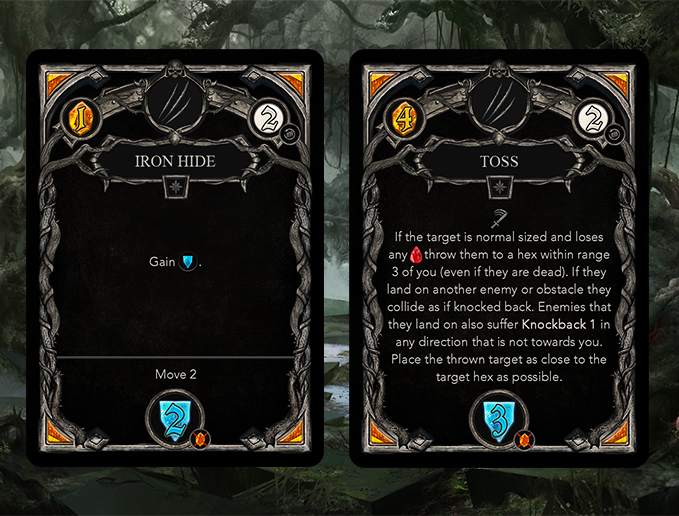 1
2
IRON HIDE
Gain .
Move 2
2
4
2
TOSS
If the target is normal sized and loses
any throw them to a hex within range
3 of you (even if they are dead). If they
land on another enemy or obstacle they
collide as if knocked back. Enemies that
they land on also suffer Knockback 1 in
any direction that is not towards you.
Place the thrown target as close to the
target hex as possible.
3